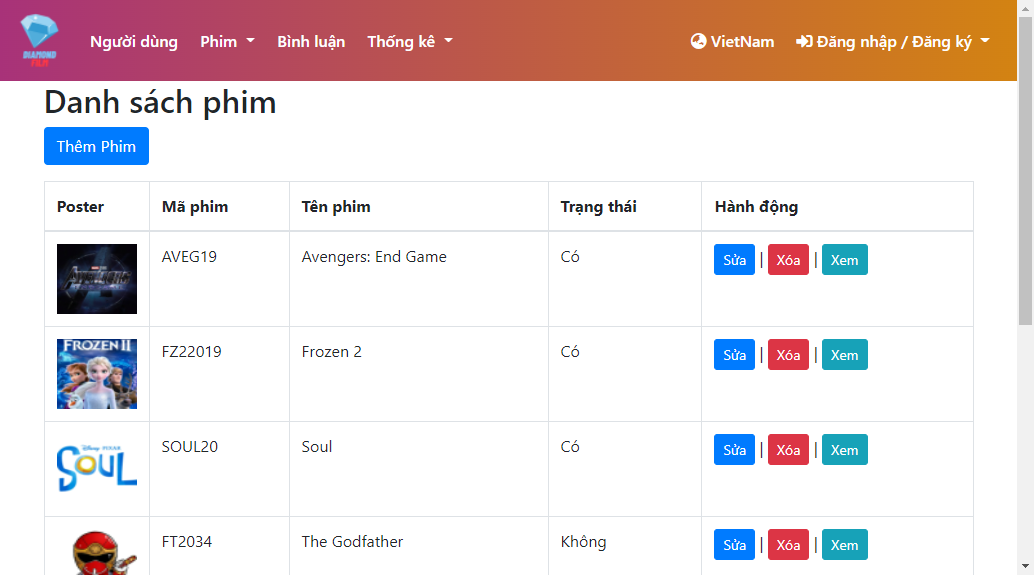 DIAMOND
FILM
Người dùng Phim Bình luận Thống kê VietNam Đăng nhập / Đăng ký
Danh sách phim
Thêm Phim
Poster Mã phim Tên phim Trạng thái Hành động
AVEG19 Avengers: End Game Có Sửa | Xóa | Xem
FROZEN II
FZ22019 Frozen 2 Có Sửa | Xóa | Xem
Disney PIXAR
SOUL
SOUL20 Soul Có Sửa | Xóa | Xem
FT2034 The Godfather Không Sửa | Xóa | Xem